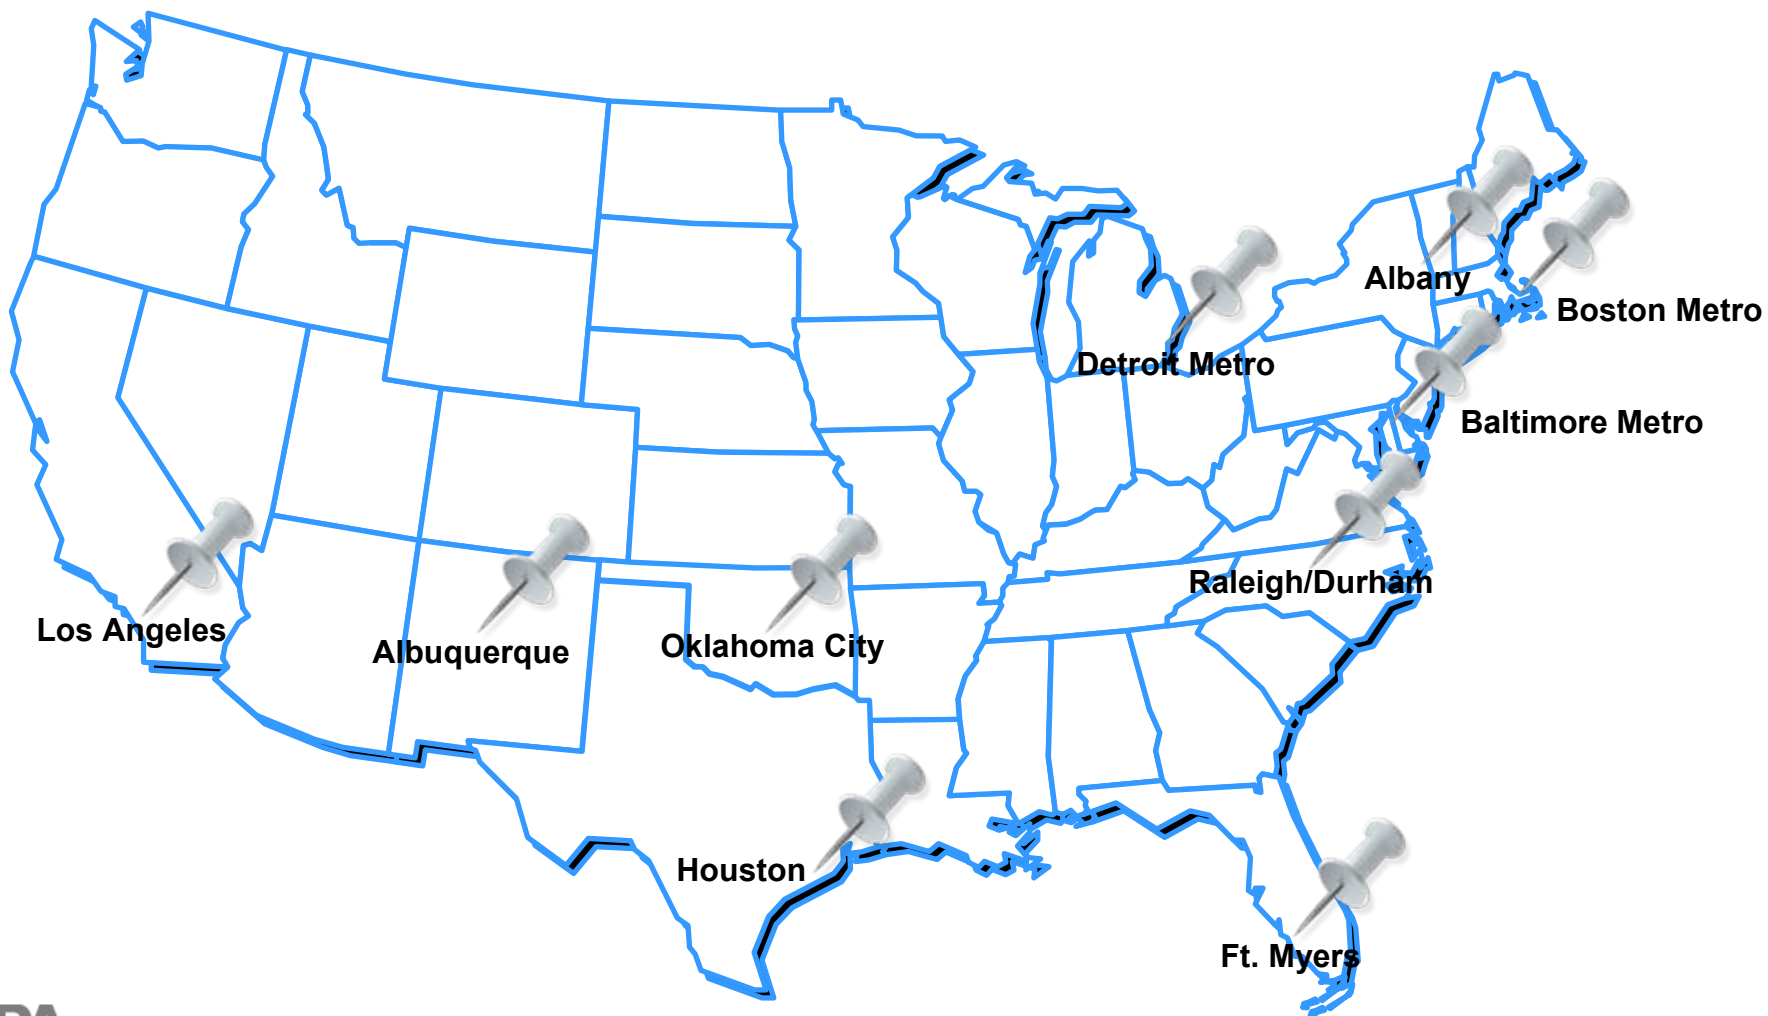 Albany
Boston Metro
Detroit Metro
Baltimore Metro
Raleigh/Durham
Los Angeles
Albuquerque
Oklahoma City
Houston
Ft. Myers